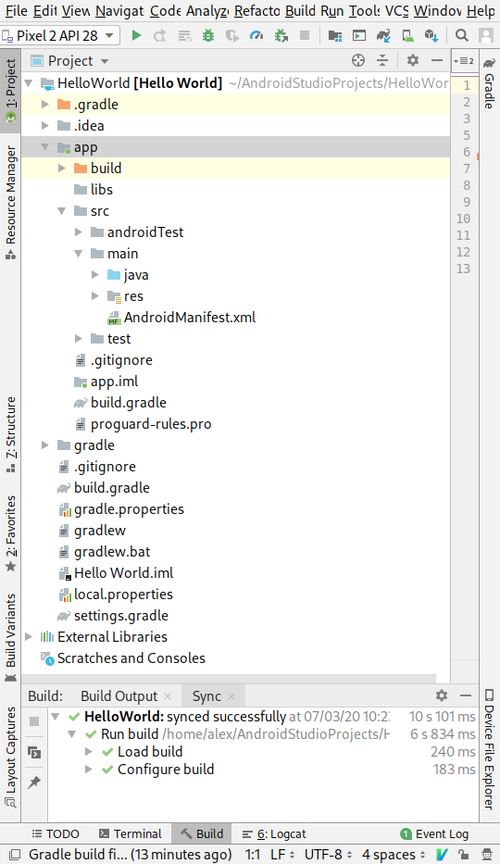 File Edit View Navigate Code Analyze Refactor Build Run Tools VCS Window Help
Pixel 2 API 28
Project
HelloWorld [Hello World] ~/AndroidStudioProjects/HelloWor
.gradle
.idea
app
build
libs
src
androidTest
main
java
res
AndroidManifest.xml
test
.gitignore
app.iml
build.gradle
proguard-rules.pro
gradle
.gitignore
build.gradle
gradle.properties
gradlew
gradlew.bat
Hello World.iml
local.properties
settings.gradle
External Libraries
Scratches and Consoles
1: Project
Resource Manager
Z: Structure
2: Favorites
Build Variants
Layout Captures
2
1
2
3
5
6
7
8
9
10
11
12
13
Gradle
Device File Explorer
Build: Build Output × Sync ×
HelloWorld: synced successfully at 07/03/20 10:2 10 s 101 ms
Run build /home/alex/AndroidStudioProjects/H 6 s 834 ms
Load build 240 ms
Configure build 183 ms
TODO Terminal Build 6: Logcat 1 Event Log
Gradle build fi... (13 minutes ago) 1:1 LF UTF-8 4 spaces